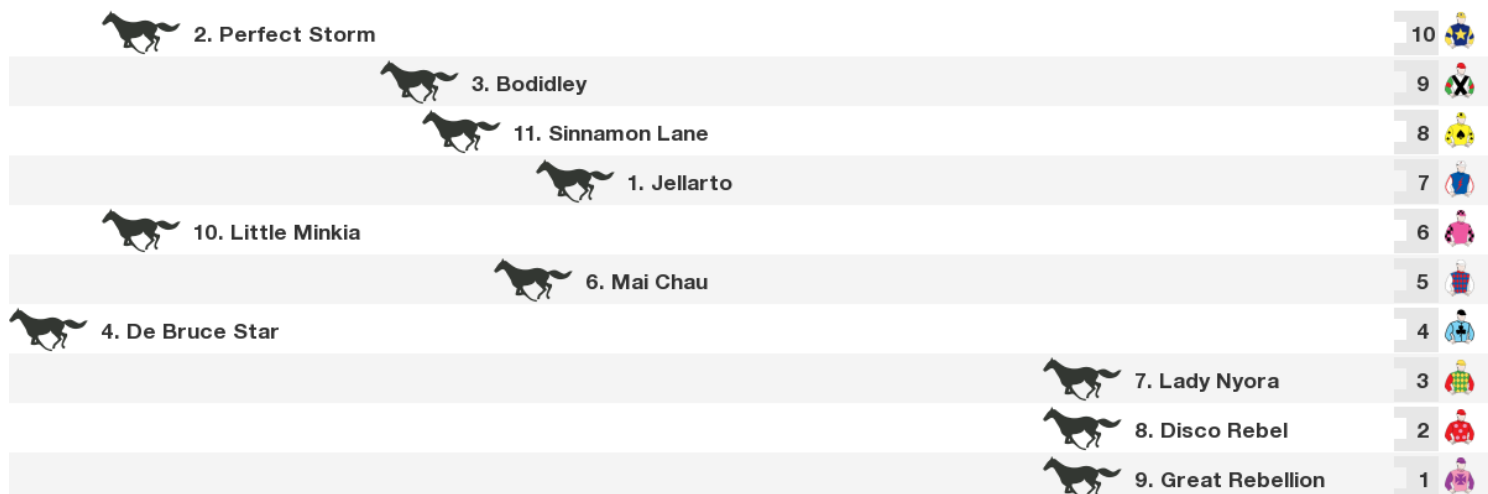 2. Perfect Storm 10
3. Bodidley 9
11. Sinnamon Lane 8
1. Jellarto 7
10. Little Minkia 6
6. Mai Chau 5
4. De Bruce Star 4
7. Lady Nyora 3
8. Disco Rebel 2
9. Great Rebellion 1